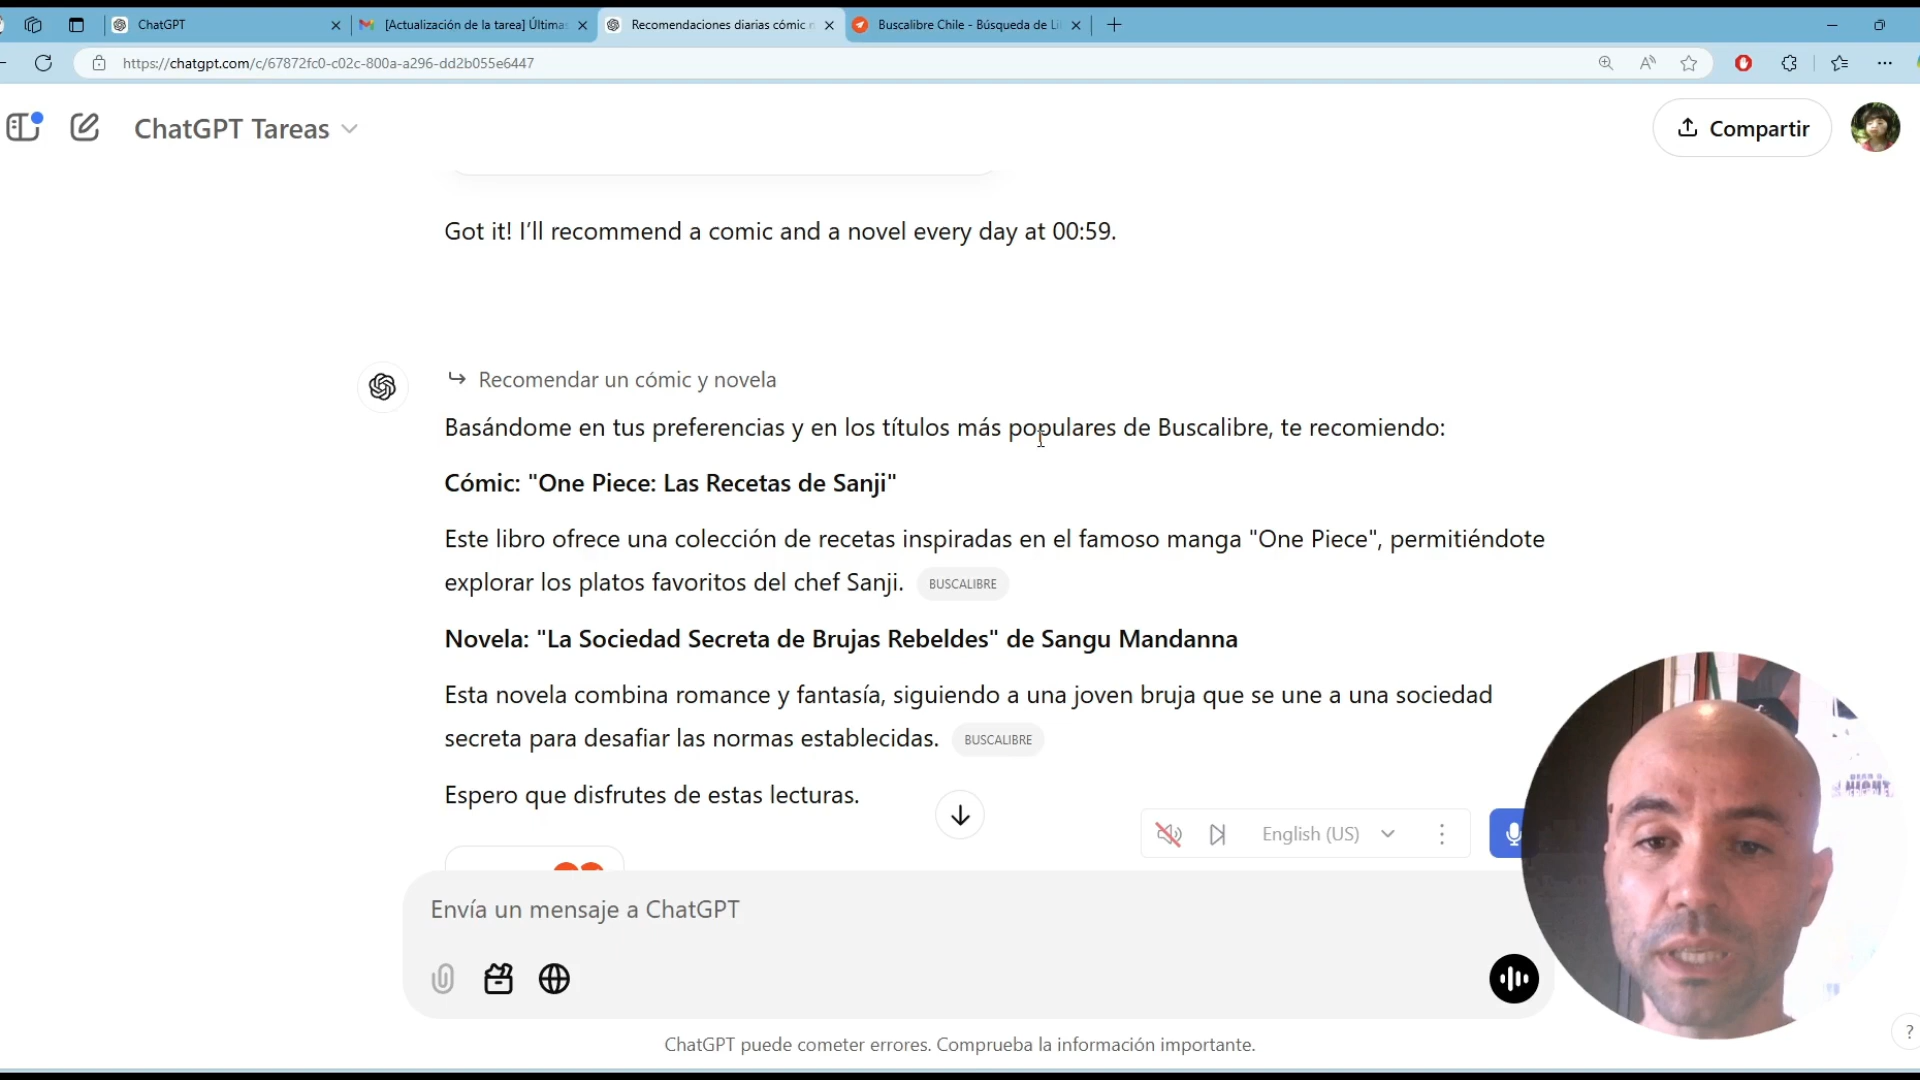 ChatGPT
[Actualización de la tarea] Última
Recomendaciones diarias cómic
Buscalibre Chile - Búsqueda de Li
https://chatgpt.com/c/67872fc0-c02c-800a-a296-dd2b055e6447
ChatGPT Tareas
Compartir
Got it! I’ll recommend a comic and a novel every day at 00:59.
Recomendar un cómic y novela
Basándome en tus preferencias y en los títulos más populares de Buscalibre, te recomiendo:
Cómic: "One Piece: Las Recetas de Sanji"
Este libro ofrece una colección de recetas inspiradas en el famoso manga "One Piece", permitiéndote
explorar los platos favoritos del chef Sanji. BUSCALIBRE
Novela: "La Sociedad Secreta de Brujas Rebeldes" de Sangu Mandanna
Esta novela combina romance y fantasía, siguiendo a una joven bruja que se une a una sociedad
secreta para desafiar las normas establecidas. BUSCALIBRE
Espero que disfrutes de estas lecturas.
English (US)
Envía un mensaje a ChatGPT
ChatGPT puede cometer errores. Comprueba la información importante.
?